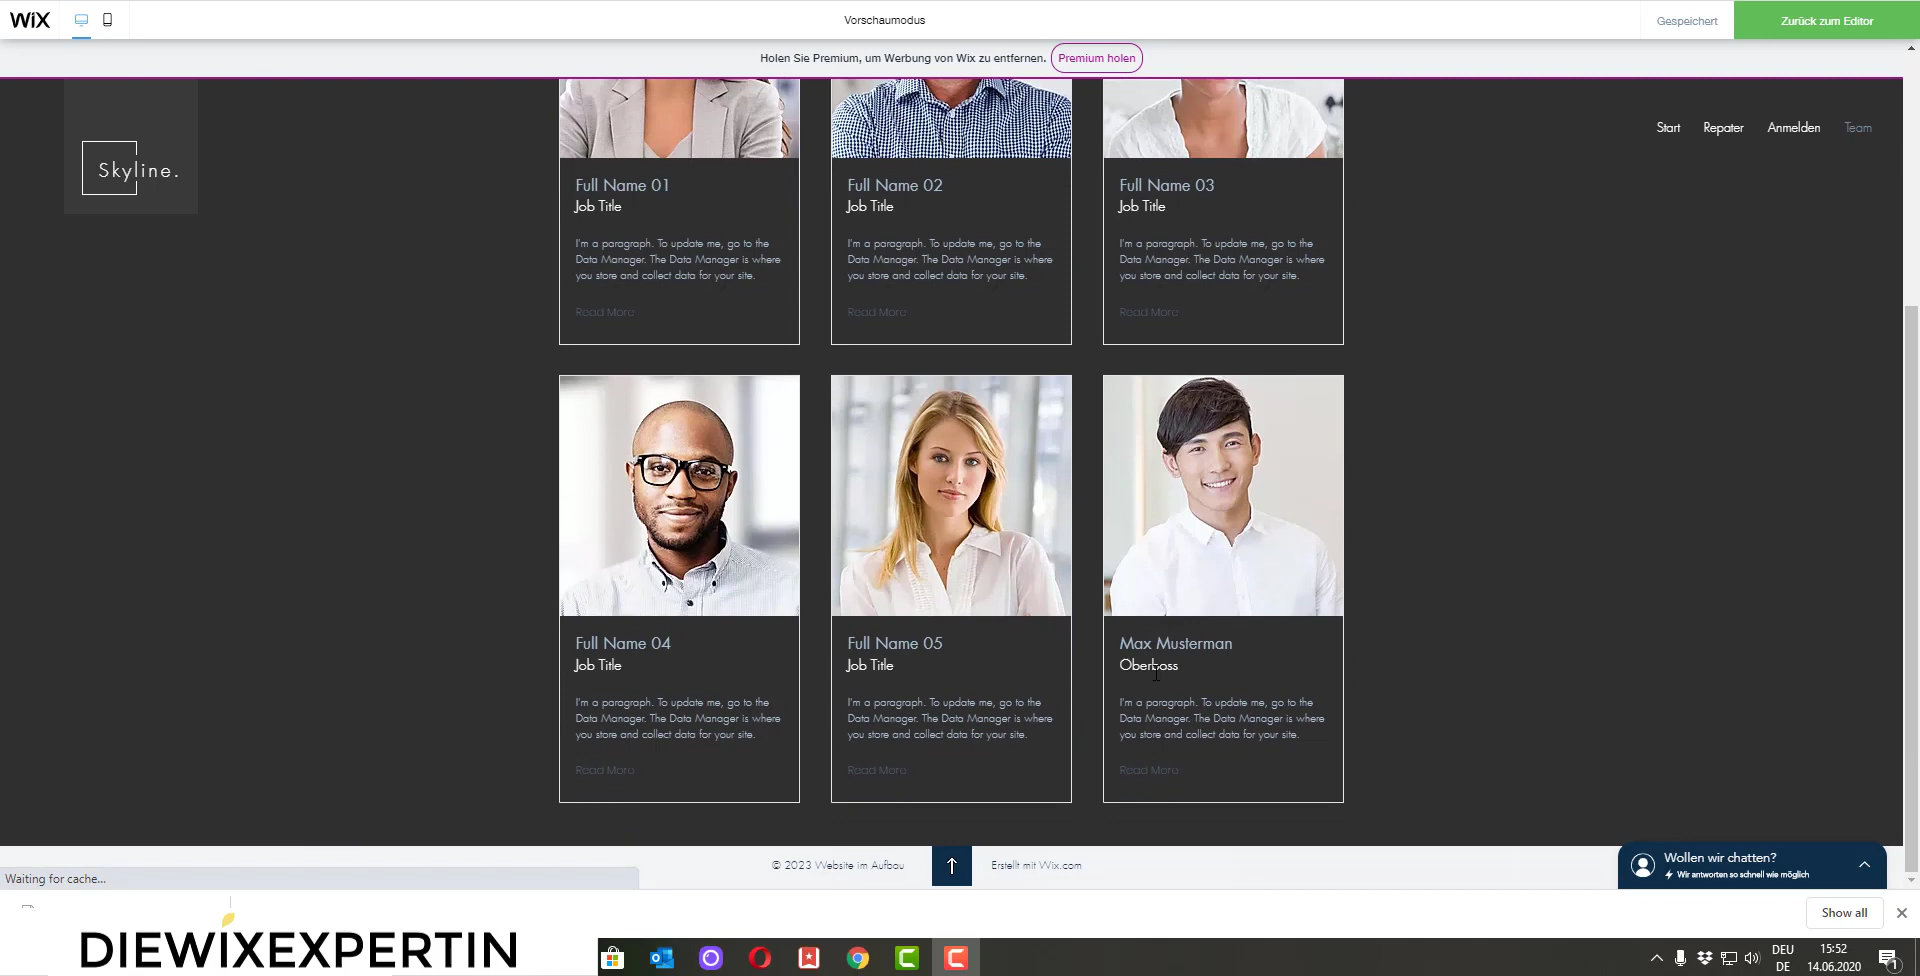 WiX
Vorschaumodus
Gespeichert
Zurück zum Editor
Holen Sie Premium, um Werbung von Wix zu entfernen. Premium holen
Skyline.
Start Repater Anmelden Team
Full Name 01
Job Title
I'm a paragraph. To update me, go to the
Data Manager. The Data Manager is where
you store and collect data for your site.
Read More
Full Name 02
Job Title
I'm a paragraph. To update me, go to the
Data Manager. The Data Manager is where
you store and collect data for your site.
Read More
Full Name 03
Job Title
I'm a paragraph. To update me, go to the
Data Manager. The Data Manager is where
you store and collect data for your site.
Read More
Full Name 04
Job Title
I'm a paragraph. To update me, go to the
Data Manager. The Data Manager is where
you store and collect data for your site.
Read More
Full Name 05
Job Title
I'm a paragraph. To update me, go to the
Data Manager. The Data Manager is where
you store and collect data for your site.
Read More
Max Musterman
Oberboss
I'm a paragraph. To update me, go to the
Data Manager. The Data Manager is where
you store and collect data for your site.
Read More
© 2023 Website im Aufbau
Erstellt mit Wix.com
Wollen wir chatten?
Wir antworten so schnell wie möglich
Waiting for cache...
Show all
DIEWIXEXPERTIN
DEU
DE
15:52
14.06.2020
1